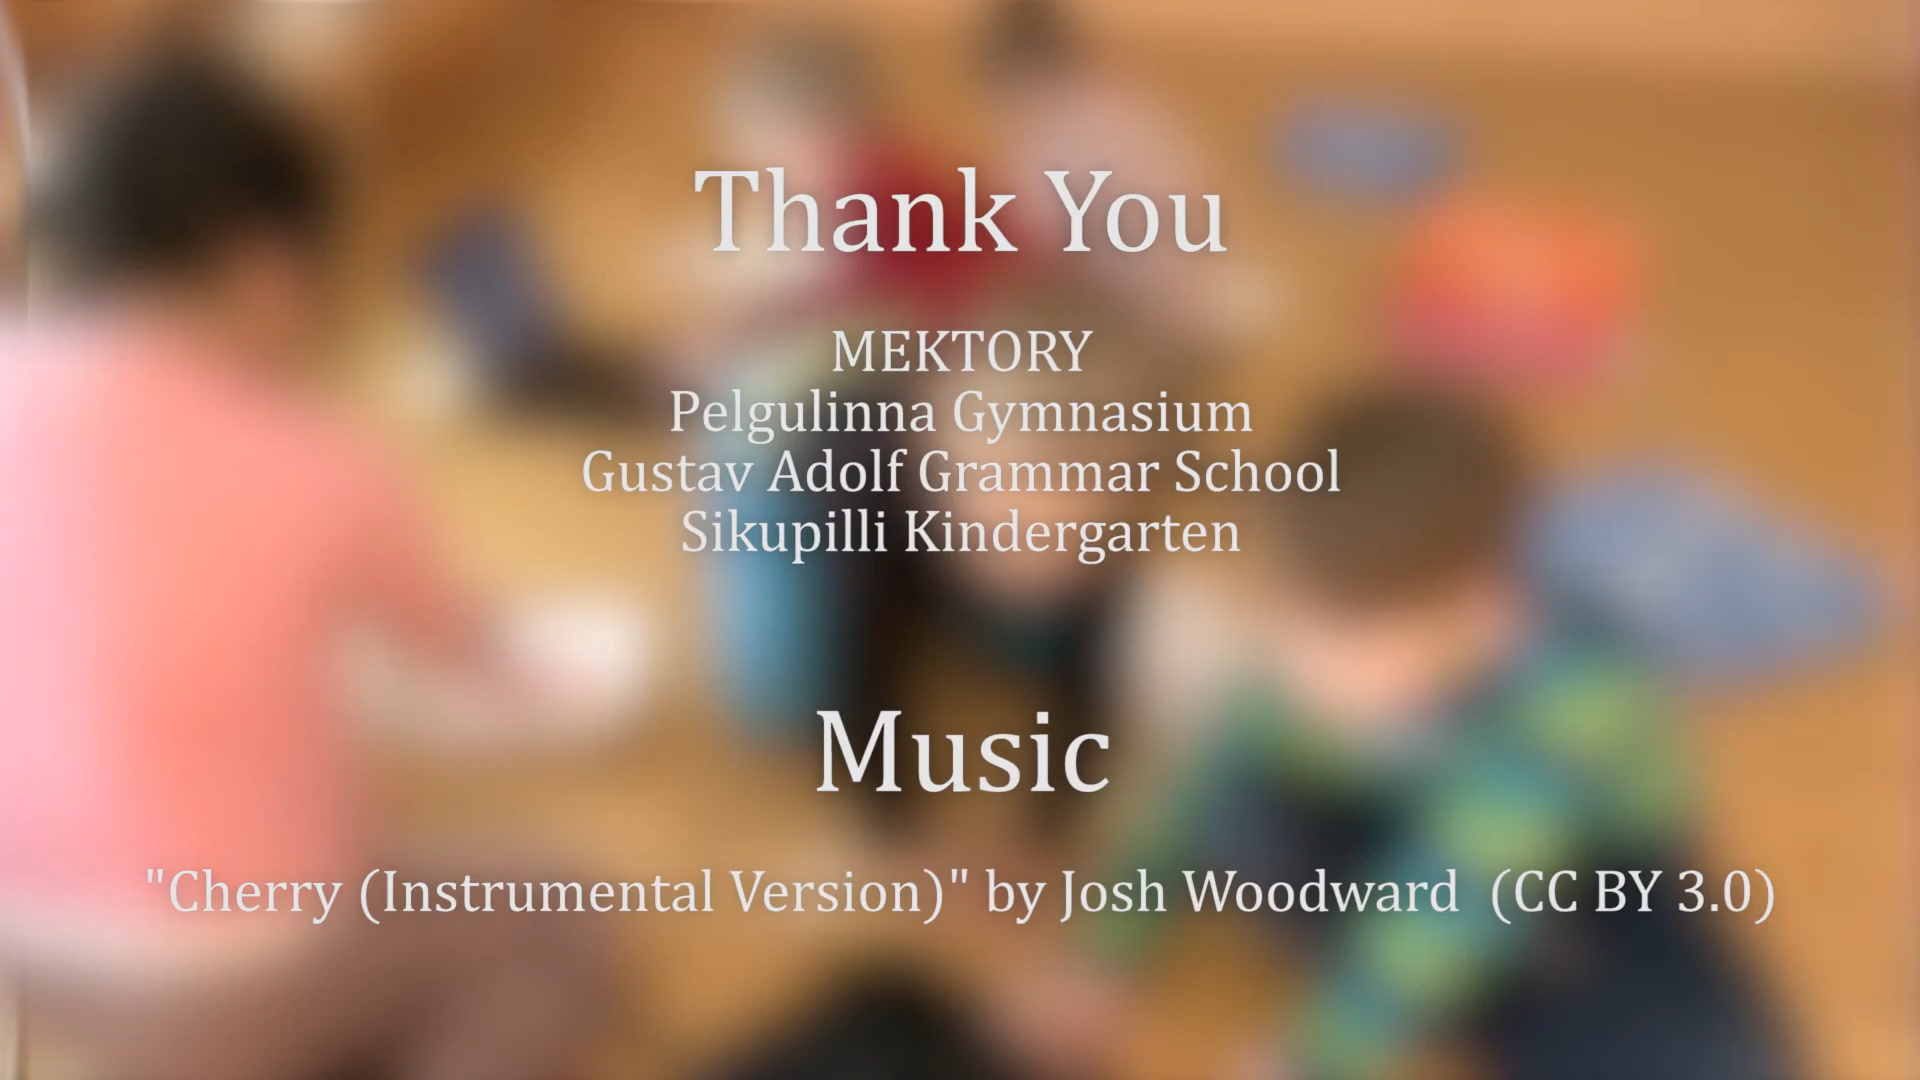 Thank You
MEKTORY
Pelgulinna Gymnasium
Gustav Adolf Grammar School
Sikupilli Kindergarten
Music
"Cherry (Instrumental Version)" by Josh Woodward (CC BY 3.0)